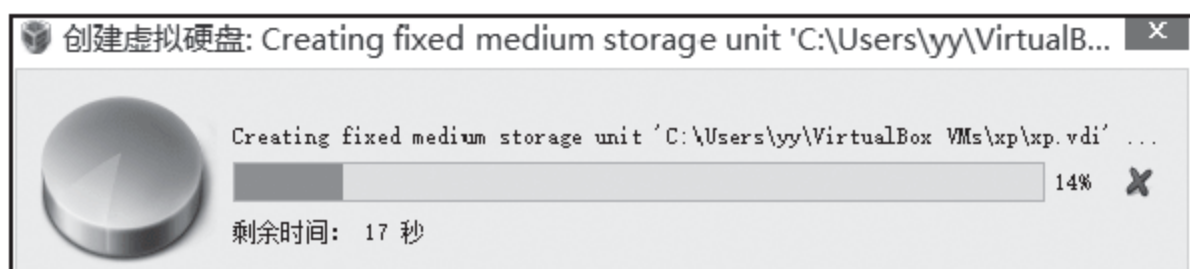 创建虚拟硬盘: Creating fixed medium storage unit 'C:\Users\yy\VirtualB...
Creating fixed medium storage unit 'C:\Users\yy\VirtualBox VMs\xp\xp.vdi' ...
14%
剩余时间： 17 秒